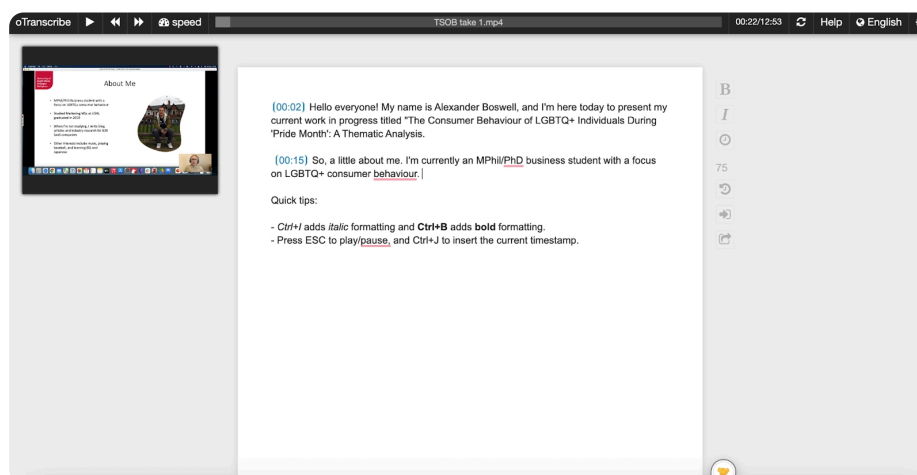 oTranscribe speed TSOB take 1.mp4 00:22/12:53 Help English
About Me
(00:02) Hello everyone! My name is Alexander Boswell, and I'm here today to present my
current work in progress titled "The Consumer Behaviour of LGBTQ+ Individuals During
'Pride Month': A Thematic Analysis.
(00:15) So, a little about me. I'm currently an MPhil/PhD business student with a focus
on LGBTQ+ consumer behaviour.
Quick tips:
- Ctrl+I adds italic formatting and Ctrl+B adds bold formatting.
- Press ESC to play/pause, and Ctrl+J to insert the current timestamp.
B
I
75